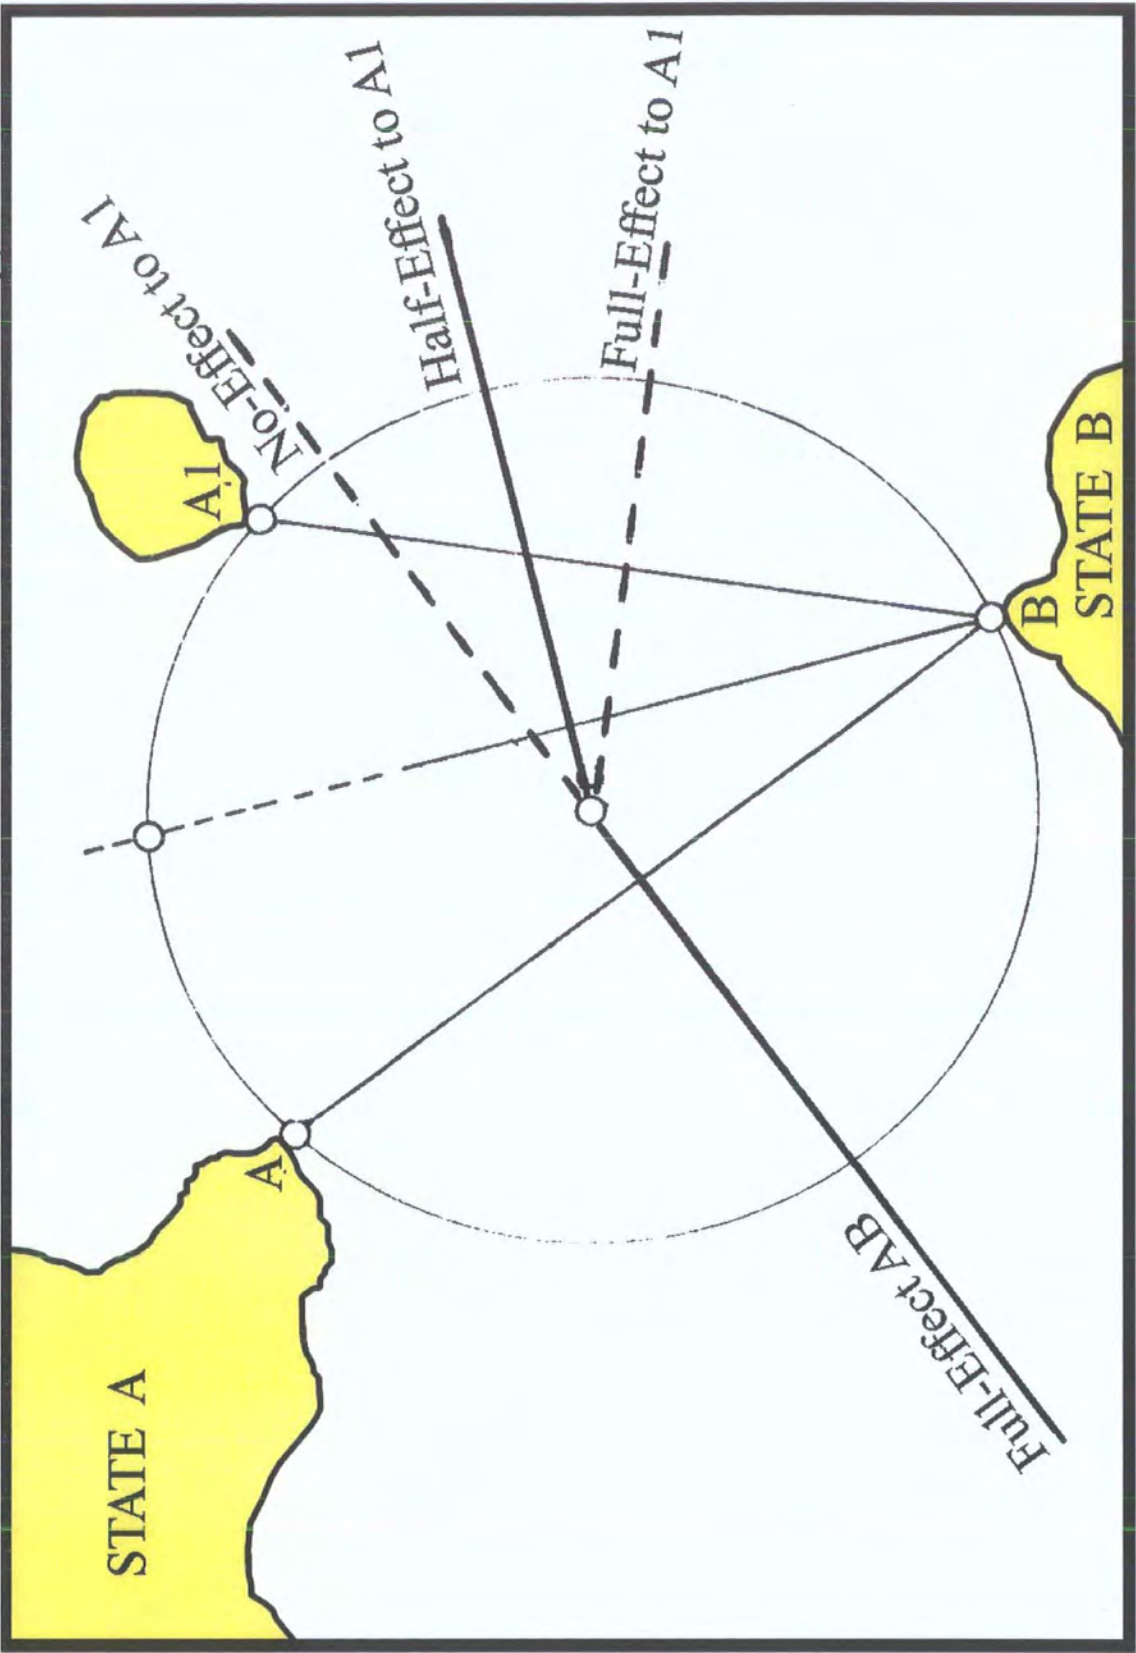 STATE A
A
A1
No-Effect to A1
Half-Effect to A1
Full-Effect to A1
Full-Effect AB
B
STATE B